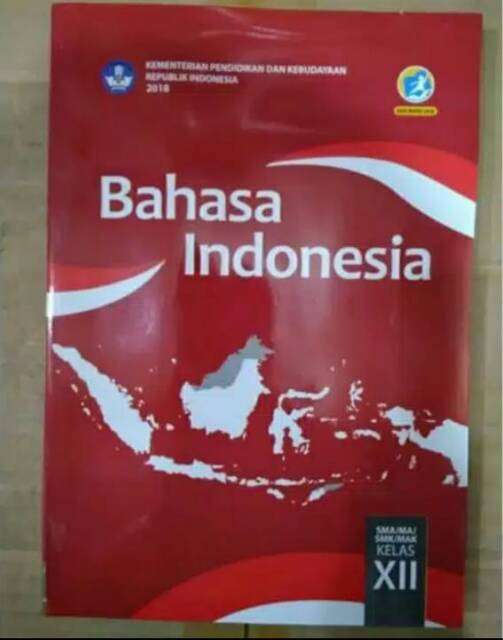 KEMENTERIAN PENDIDIKAN DAN KEBUDAYAAN
REPUBLIK INDONESIA
2018
Bahasa
Indonesia
SMA/MA/
SMK/MAK
KELAS
XII